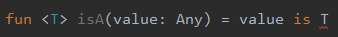 fun <T> isA(value: Any) = value is T